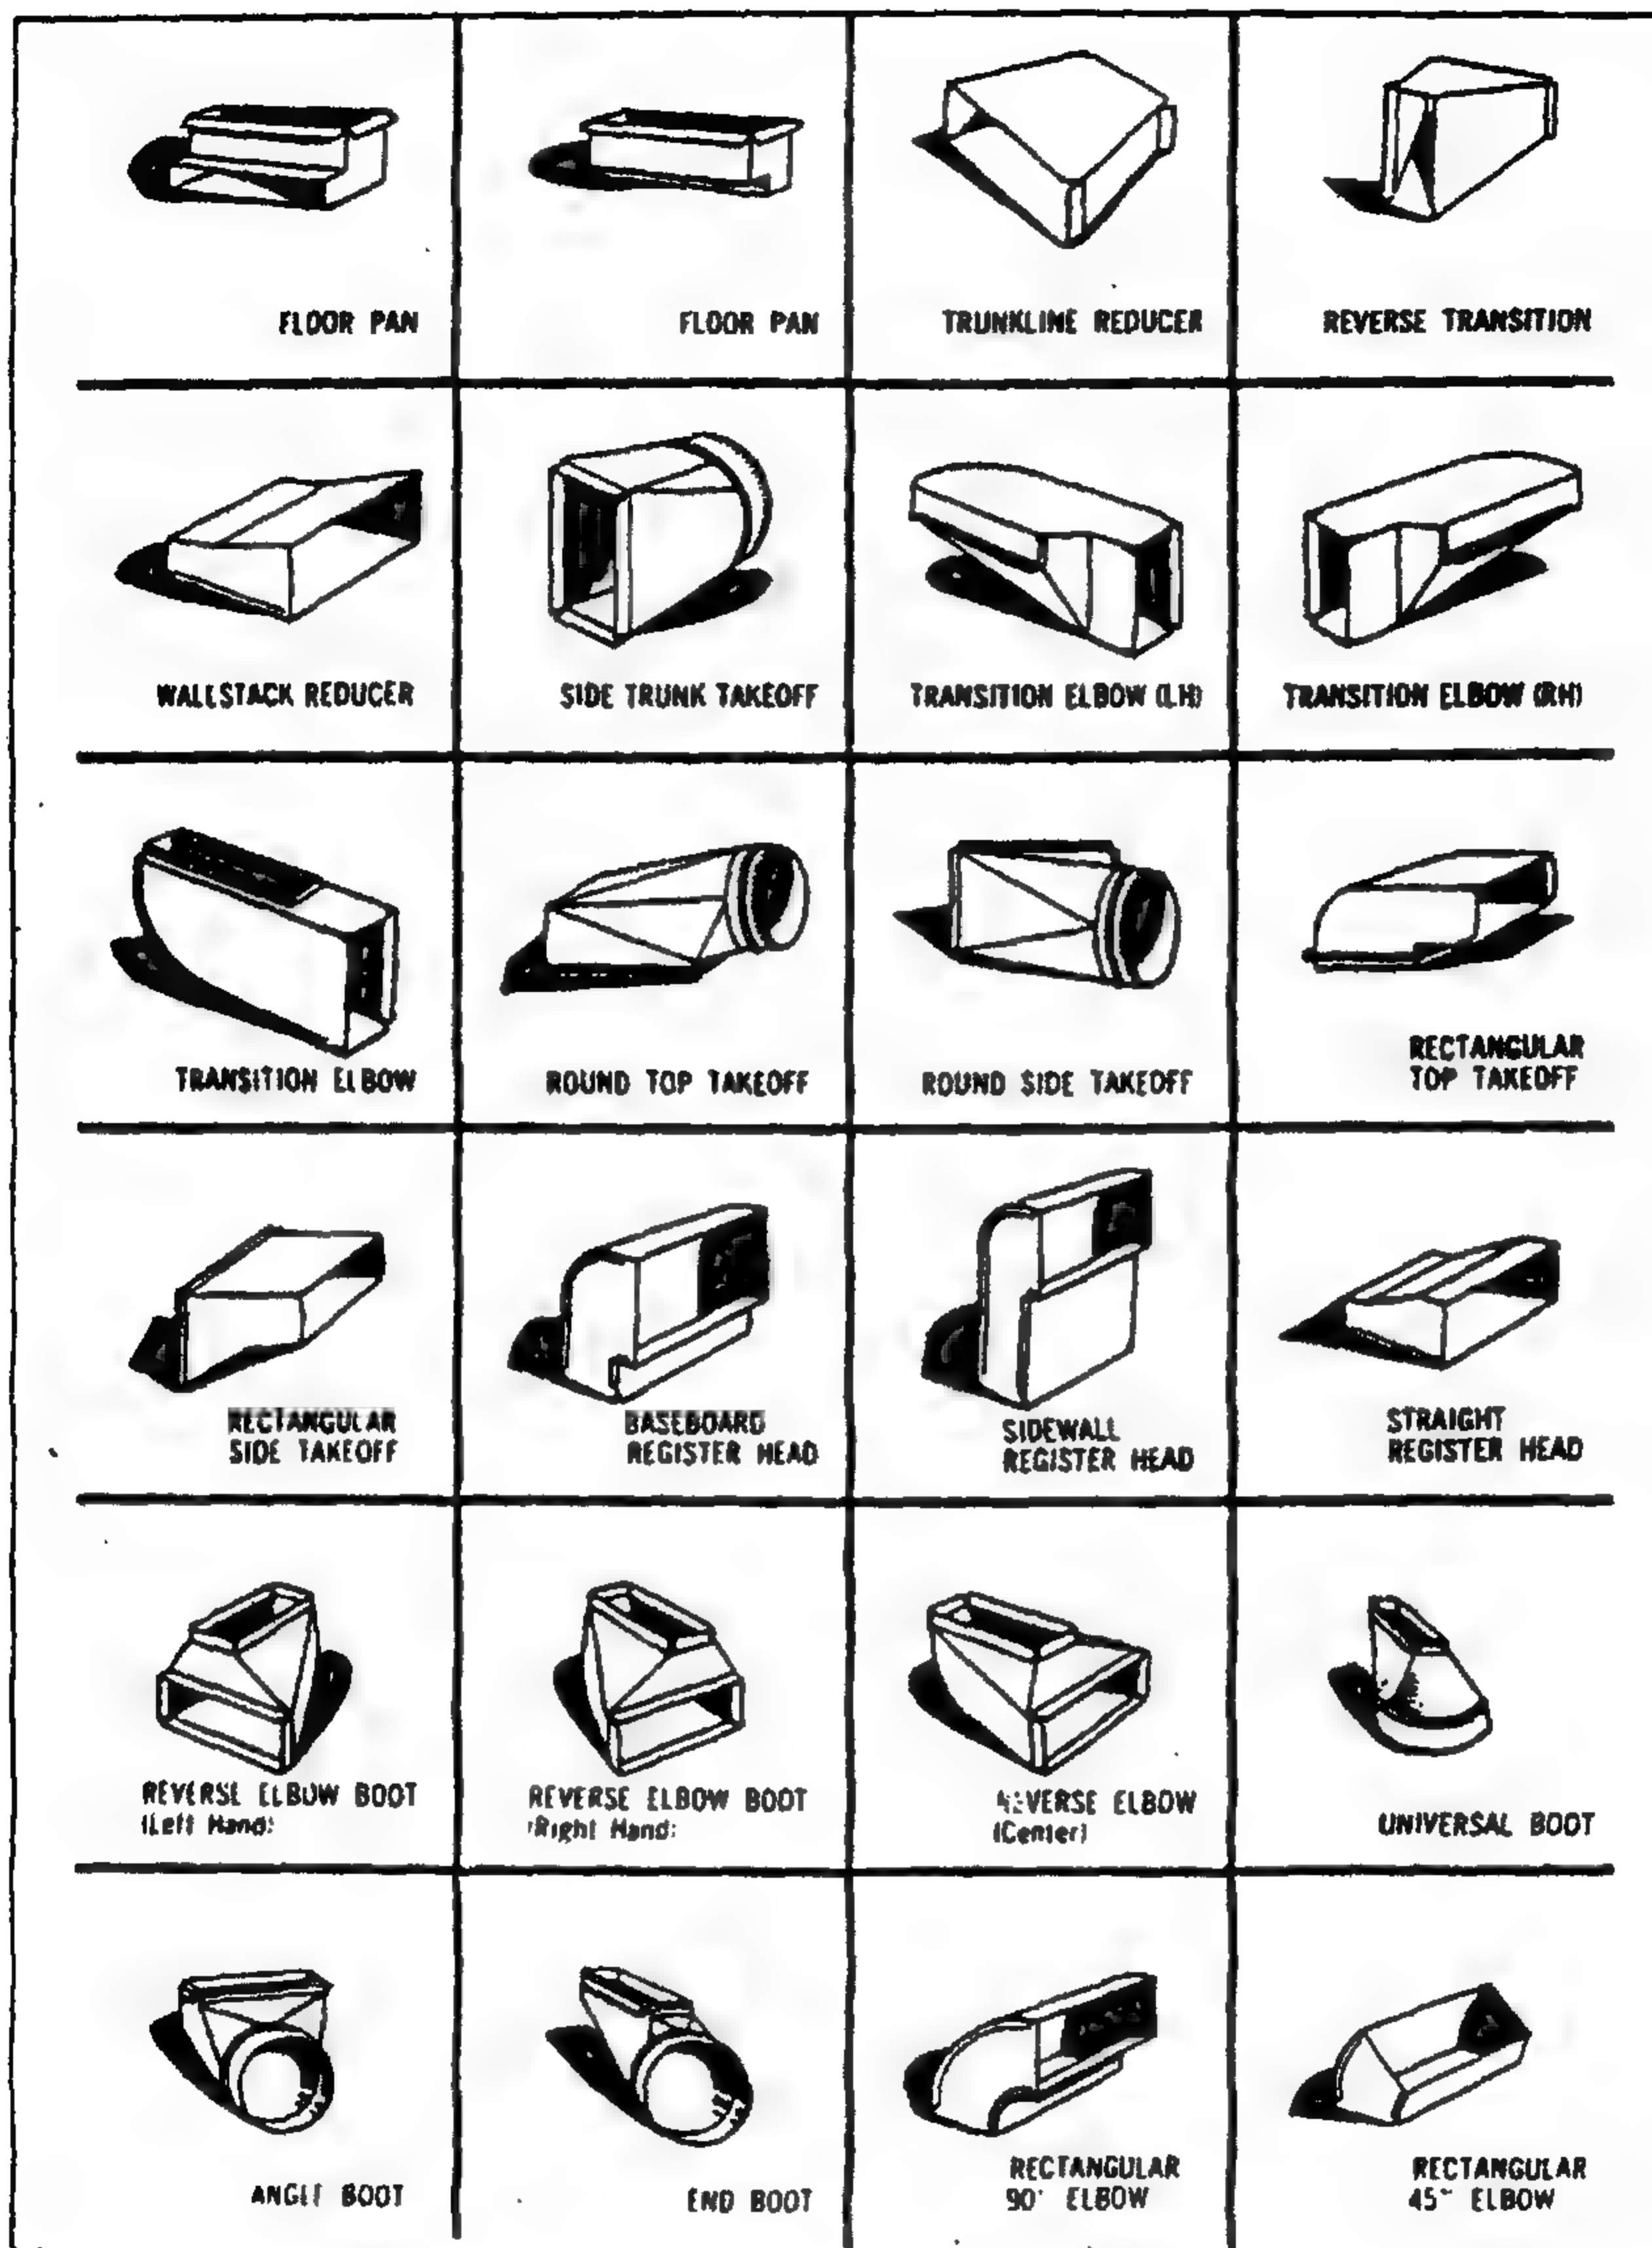 FLOOR PAN
FLOOR PAN
TRUNKLINE REDUCER
REVERSE TRANSITION
WALLSTACK REDUCER
SIDE TRUNK TAKEOFF
TRANSITION ELBOW (LH)
TRANSITION ELBOW (RH)
TRANSITION ELBOW
ROUND TOP TAKEOFF
ROUND SIDE TAKEOFF
RECTANGULAR
TOP TAKEOFF
RECTANGULAR
SIDE TAKEOFF
BASEBOARD
REGISTER HEAD
SIDEWALL
REGISTER HEAD
STRAIGHT
REGISTER HEAD
REVERSE ELBOW BOOT
(Left Hand)
REVERSE ELBOW BOOT
(Right Hand)
REVERSE ELBOW
(Center)
UNIVERSAL BOOT
ANGLE BOOT
END BOOT
RECTANGULAR
90° ELBOW
RECTANGULAR
45° ELBOW